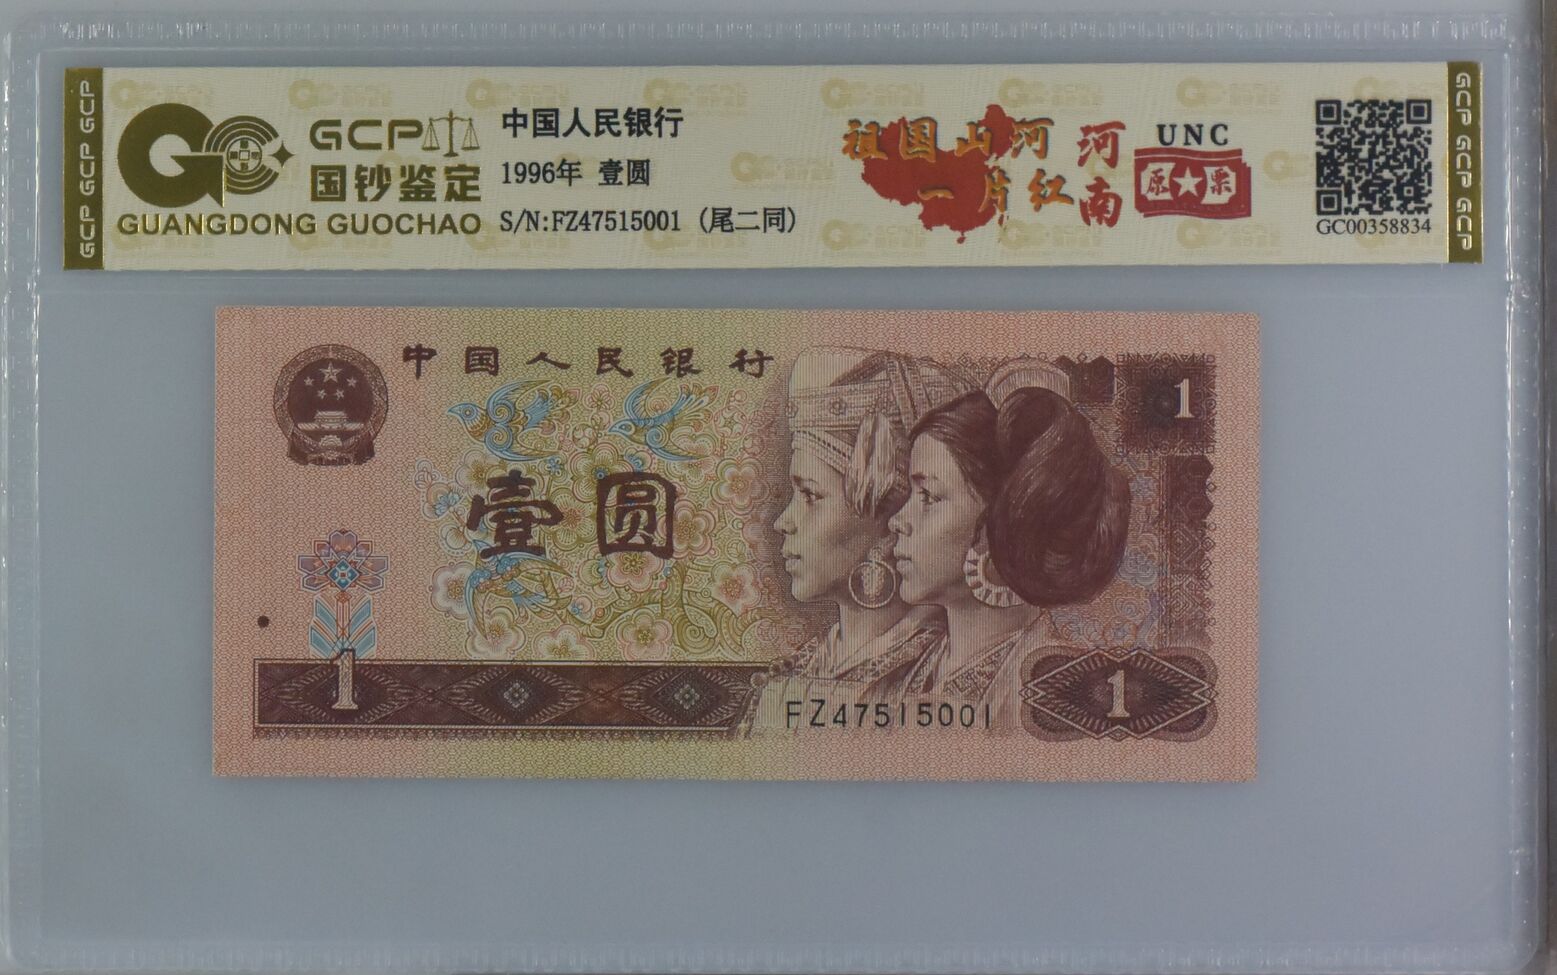 GCP GCP GCP
GCP
国钞鉴定
GUANGDONG GUOCHAO
中国人民银行
1996年 壹圆
S/N:FZ47515001 (尾二同)
祖国山河
一片红
河南
UNC
原票
GC00358834
GCP GCP GCP
中国人民银行
1
壹圆
1
FZ47515001
1